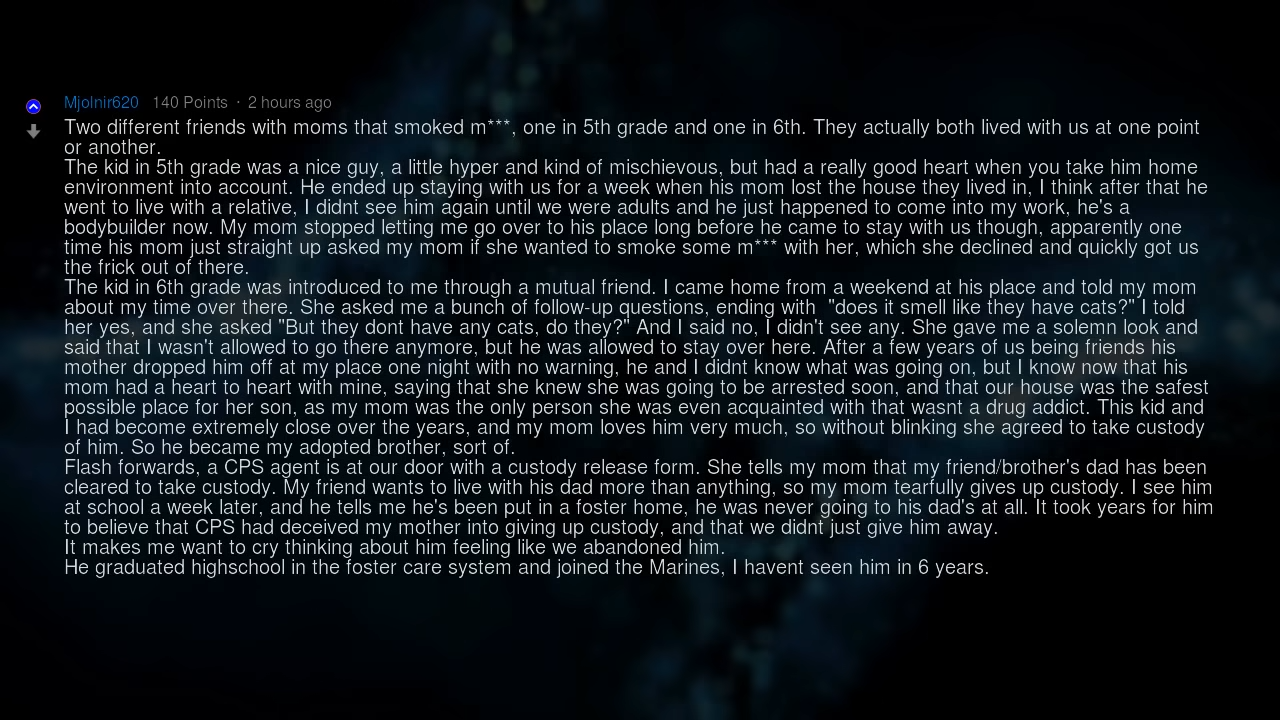 Mjolnir620 140 Points · 2 hours ago
Two different friends with moms that smoked m***, one in 5th grade and one in 6th. They actually both lived with us at one point
or another.
The kid in 5th grade was a nice guy, a little hyper and kind of mischievous, but had a really good heart when you take him home
environment into account. He ended up staying with us for a week when his mom lost the house they lived in, I think after that he
went to live with a relative, I didnt see him again until we were adults and he just happened to come into my work, he's a
bodybuilder now. My mom stopped letting me go over to his place long before he came to stay with us though, apparently one
time his mom just straight up asked my mom if she wanted to smoke some m*** with her, which she declined and quickly got us
the frick out of there.
The kid in 6th grade was introduced to me through a mutual friend. I came home from a weekend at his place and told my mom
about my time over there. She asked me a bunch of follow-up questions, ending with  "does it smell like they have cats?" I told
her yes, and she asked "But they dont have any cats, do they?" And I said no, I didn't see any. She gave me a solemn look and
said that I wasn't allowed to go there anymore, but he was allowed to stay over here. After a few years of us being friends his
mother dropped him off at my place one night with no warning, he and I didnt know what was going on, but I know now that his
mom had a heart to heart with mine, saying that she knew she was going to be arrested soon, and that our house was the safest
possible place for her son, as my mom was the only person she was even acquainted with that wasnt a drug addict. This kid and
I had become extremely close over the years, and my mom loves him very much, so without blinking she agreed to take custody
of him. So he became my adopted brother, sort of.
Flash forwards, a CPS agent is at our door with a custody release form. She tells my mom that my friend/brother's dad has been
cleared to take custody. My friend wants to live with his dad more than anything, so my mom tearfully gives up custody. I see him
at school a week later, and he tells me he's been put in a foster home, he was never going to his dad's at all. It took years for him
to believe that CPS had deceived my mother into giving up custody, and that we didnt just give him away.
It makes me want to cry thinking about him feeling like we abandoned him.
He graduated highschool in the foster care system and joined the Marines, I havent seen him in 6 years.